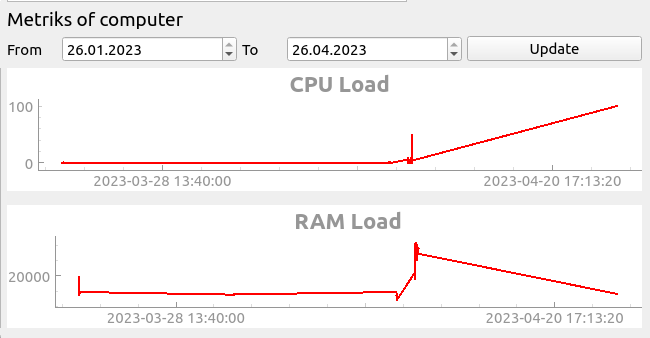 Metriks of computer
From 26.01.2023 To 26.04.2023 Update
CPU Load
100
0
2023-03-28 13:40:00 2023-04-20 17:13:20
RAM Load
20000
2023-03-28 13:40:00 2023-04-20 17:13:20